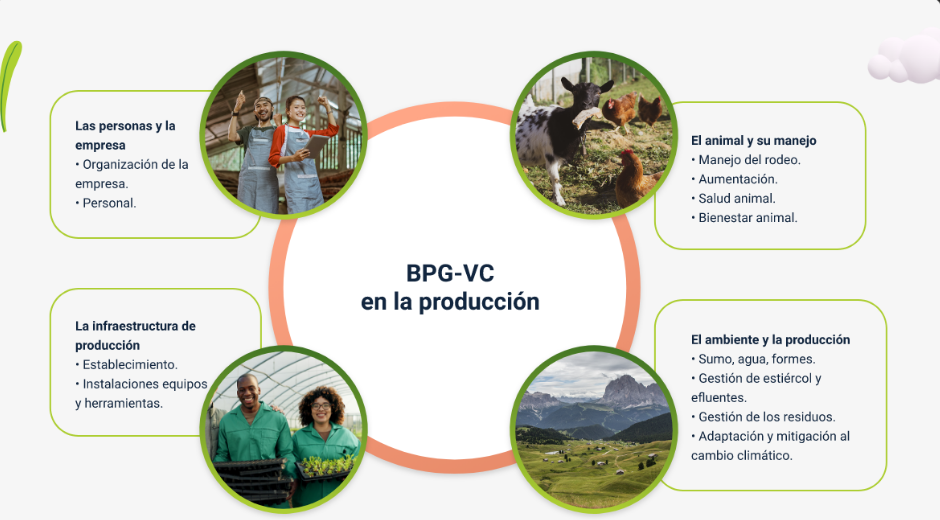 Las personas y la
empresa
• Organización de la
empresa.
• Personal.
El animal y su manejo
• Manejo del rodeo.
• Aumentación.
• Salud animal.
• Bienestar animal.
BPG-VC
en la producción
La infraestructura de
producción
• Establecimiento.
• Instalaciones equipos
y herramientas.
El ambiente y la producción
• Sumo, agua, formes.
• Gestión de estiércol y
efluentes.
• Gestión de los residuos.
• Adaptación y mitigación al
cambio climático.